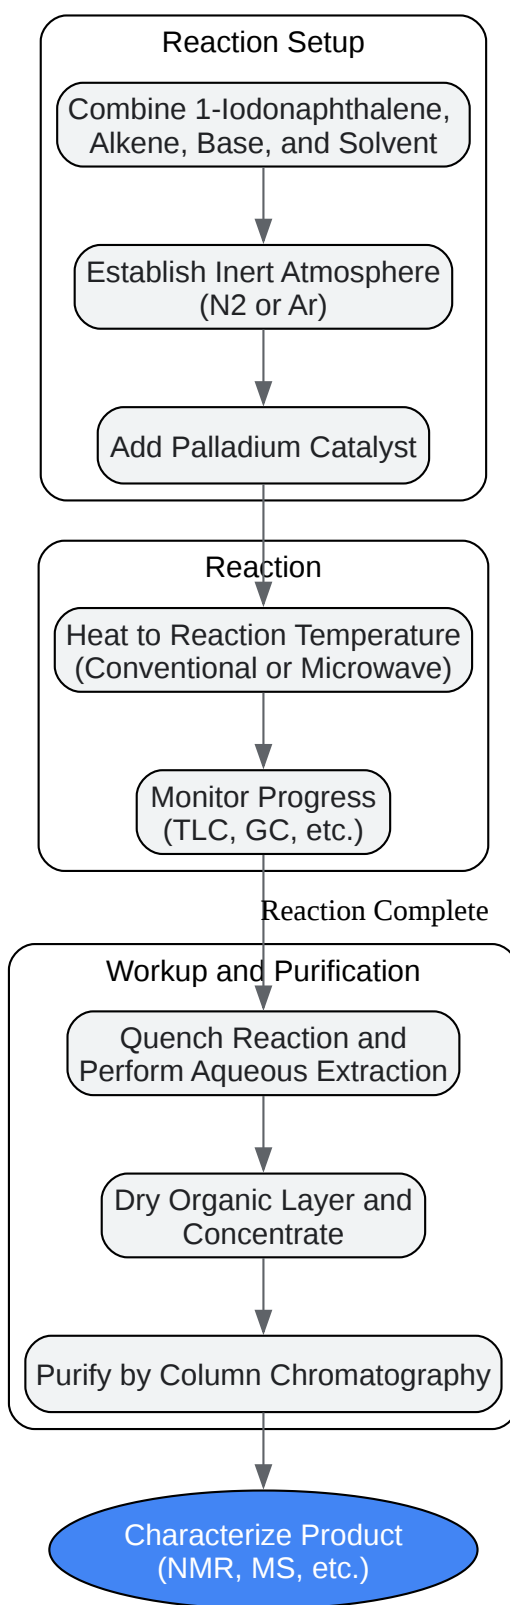 Reaction Setup
Combine 1-Iodonaphthalene,
Alkene, Base, and Solvent
Establish Inert Atmosphere
(N2 or Ar)
Add Palladium Catalyst
Reaction
Heat to Reaction Temperature
(Conventional or Microwave)
Monitor Progress
(TLC, GC, etc.)
Reaction Complete
Workup and Purification
Quench Reaction and
Perform Aqueous Extraction
Dry Organic Layer and
Concentrate
Purify by Column Chromatography
Characterize Product
(NMR, MS, etc.)